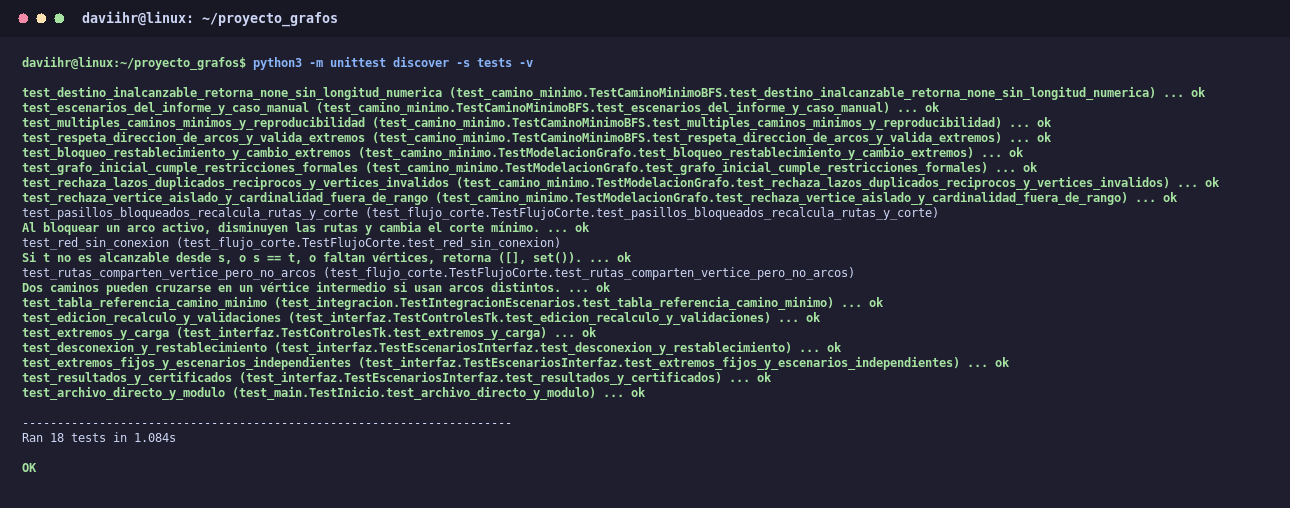 daviihr@linux: ~/proyecto_grafos
daviihr@linux:~/proyecto_grafos$ python3 -m unittest discover -s tests -v
test_destino_inalcanzable_retorna_none_sin_longitud_numerica (test_camino_minimo.TestCaminoMinimoBFS.test_destino_inalcanzable_retorna_none_sin_longitud_numerica) ... ok
test_escenarios_del_informe_y_caso_manual (test_camino_minimo.TestCaminoMinimoBFS.test_escenarios_del_informe_y_caso_manual) ... ok
test_multiples_caminos_minimos_y_reproducibilidad (test_camino_minimo.TestCaminoMinimoBFS.test_multiples_caminos_minimos_y_reproducibilidad) ... ok
test_respeta_direccion_de_arcos_y_valida_extremos (test_camino_minimo.TestCaminoMinimoBFS.test_respeta_direccion_de_arcos_y_valida_extremos) ... ok
test_bloqueo_restablecimiento_y_cambio_extremos (test_camino_minimo.TestModelacionGrafo.test_bloqueo_restablecimiento_y_cambio_extremos) ... ok
test_grafo_inicial_cumple_restricciones_formales (test_camino_minimo.TestModelacionGrafo.test_grafo_inicial_cumple_restricciones_formales) ... ok
test_rechaza_lazos_duplicados_reciprocos_y_vertices_invalidos (test_camino_minimo.TestModelacionGrafo.test_rechaza_lazos_duplicados_reciprocos_y_vertices_invalidos) ... ok
test_rechaza_vertice_aislado_y_cardinalidad_fuera_de_rango (test_camino_minimo.TestModelacionGrafo.test_rechaza_vertice_aislado_y_cardinalidad_fuera_de_rango) ... ok
test_pasillos_bloqueados_recalcula_rutas_y_corte (test_flujo_corte.TestFlujoCorte.test_pasillos_bloqueados_recalcula_rutas_y_corte)
Al bloquear un arco activo, disminuyen las rutas y cambia el corte mínimo. ... ok
test_red_sin_conexion (test_flujo_corte.TestFlujoCorte.test_red_sin_conexion)
Si t no es alcanzable desde s, o s == t, o faltan vértices, retorna ([], set()). ... ok
test_rutas_comparten_vertice_pero_no_arcos (test_flujo_corte.TestFlujoCorte.test_rutas_comparten_vertice_pero_no_arcos)
Dos caminos pueden cruzarse en un vértice intermedio si usan arcos distintos. ... ok
test_tabla_referencia_camino_minimo (test_integracion.TestIntegracionEscenarios.test_tabla_referencia_camino_minimo) ... ok
test_edicion_recalculo_y_validaciones (test_interfaz.TestControlesTk.test_edicion_recalculo_y_validaciones) ... ok
test_extremos_y_carga (test_interfaz.TestControlesTk.test_extremos_y_carga) ... ok
test_desconexion_y_restablecimiento (test_interfaz.TestEscenariosInterfaz.test_desconexion_y_restablecimiento) ... ok
test_extremos_fijos_y_escenarios_independientes (test_interfaz.TestEscenariosInterfaz.test_extremos_fijos_y_escenarios_independientes) ... ok
test_resultados_y_certificados (test_interfaz.TestEscenariosInterfaz.test_resultados_y_certificados) ... ok
test_archivo_directo_y_modulo (test_main.TestInicio.test_archivo_directo_y_modulo) ... ok
----------------------------------------------------------------------
Ran 18 tests in 1.084s
OK